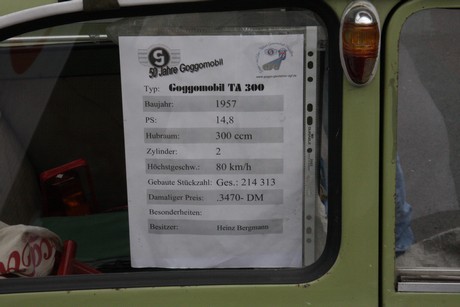 50 Jahre Goggomobil
Typ: Goggomobil TA 300
Baujahr: 1957
PS: 14,8
Hubraum: 300 ccm
Zylinder: 2
Höchstgeschw.: 80 km/h
Gebaute Stückzahl: Ges.: 214 313
Damaliger Preis: .3470- DM
Besonderheiten:
Besitzer: Heinz Bergmann
Goggo